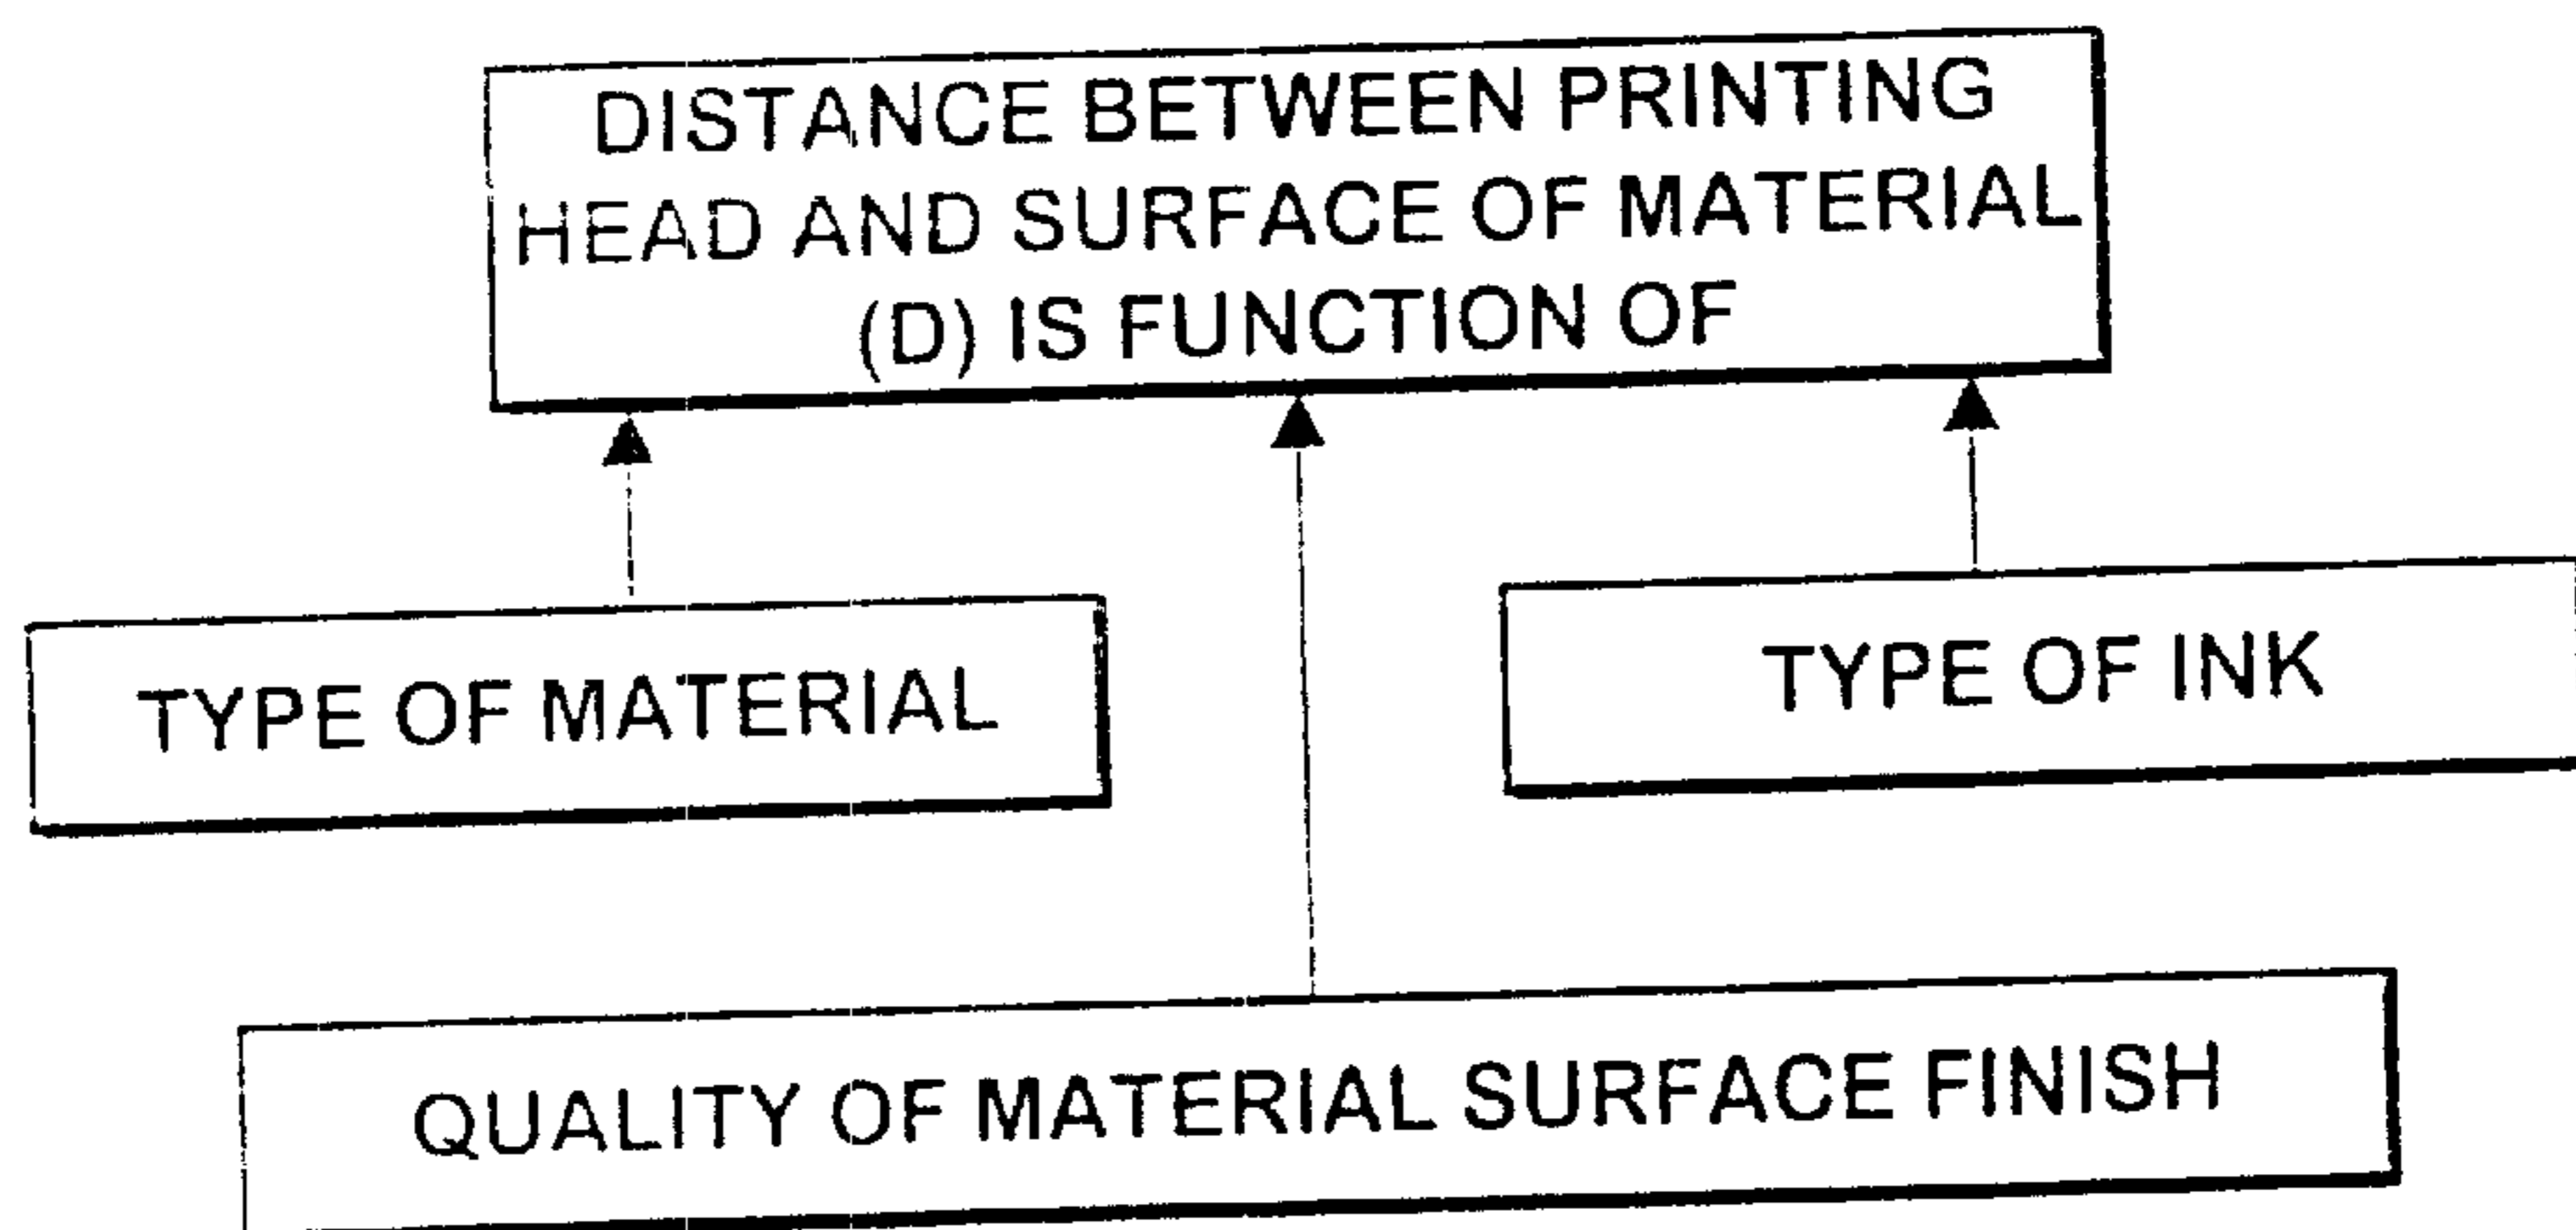 DISTANCE BETWEEN PRINTING
HEAD AND SURFACE OF MATERIAL
(D) IS FUNCTION OF
TYPE OF MATERIAL
TYPE OF INK
QUALITY OF MATERIAL SURFACE FINISH